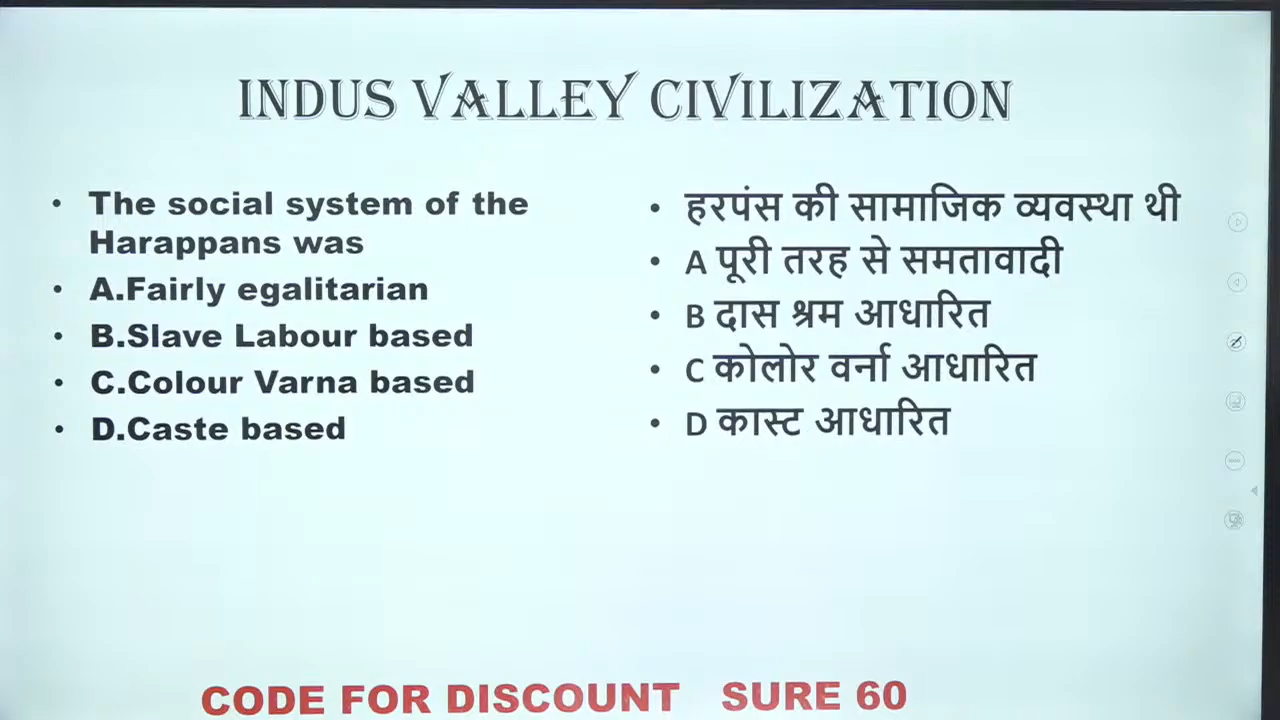 INDUS VALLEY CIVILIZATION
• The social system of the
Harappans was
• A.Fairly egalitarian
• B.Slave Labour based
• C.Colour Varna based
• D.Caste based
• हरपंस की सामाजिक व्यवस्था थी
• A पूरी तरह से समतावादी
• B दास श्रम आधारित
• C कोलोर वर्ना आधारित
• D कास्ट आधारित
CODE FOR DISCOUNT SURE 60